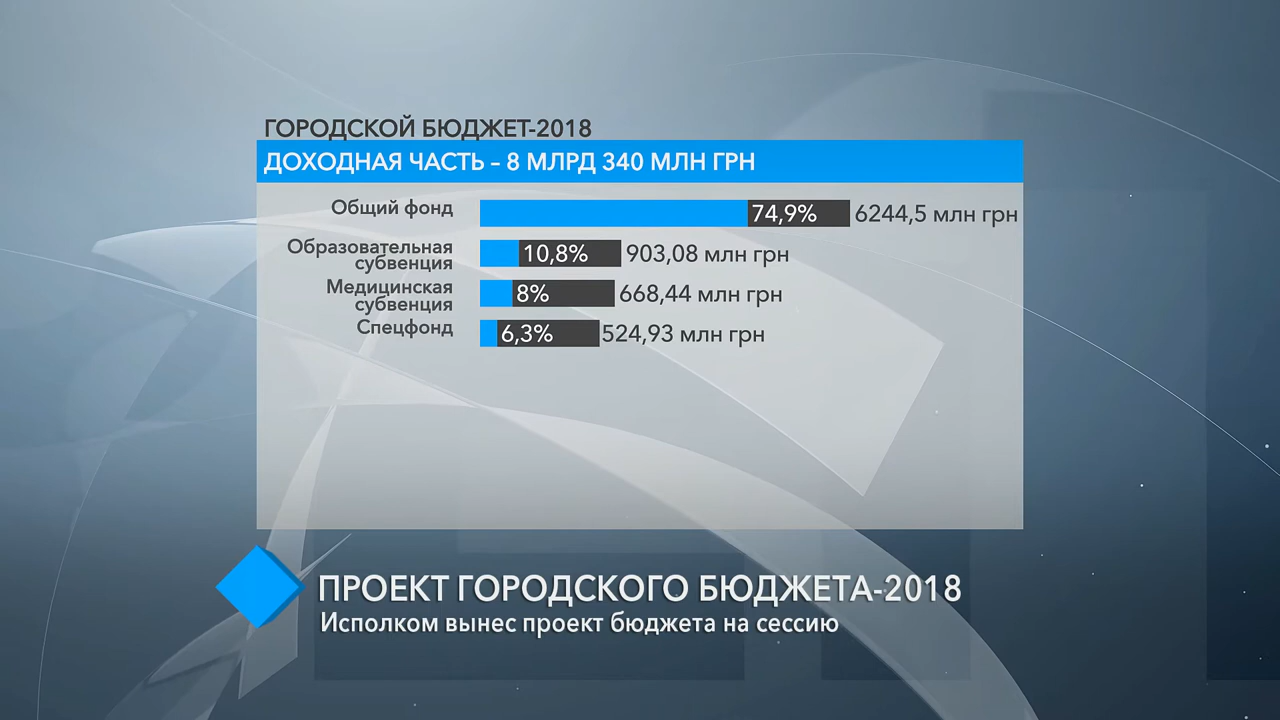 ГОРОДСКОЙ БЮДЖЕТ-2018
ДОХОДНАЯ ЧАСТЬ – 8 МЛРД 340 МЛН ГРН
Общий фонд 74,9% 6244,5 млн грн
Образовательная
субвенция 10,8% 903,08 млн грн
Медицинская
субвенция 8% 668,44 млн грн
Спецфонд 6,3% 524,93 млн грн
ПРОЕКТ ГОРОДСКОГО БЮДЖЕТА-2018
Исполком вынес проект бюджета на сессию